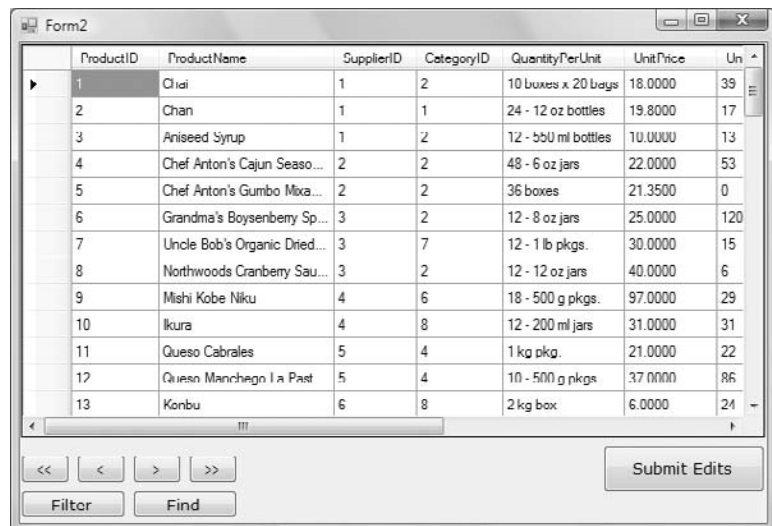 Form2
ProductID ProductName SupplierID CategoryID QuantityPerUnit UnitPrice Un
1 Chai 1 2 10 boxes x 20 bags 18.0000 39
2 Chan 1 1 24 - 12 oz bottles 19.8000 17
3 Aniseed Syrup 1 2 12 - 550 ml bottles 10.0000 13
4 Chef Anton's Cajun Seaso... 2 2 48 - 6 oz jars 22.0000 53
5 Chef Anton's Gumbo Mixa... 2 2 36 boxes 21.3500 0
6 Grandma's Boysenberry Sp... 3 2 12 - 8 oz jars 25.0000 120
7 Uncle Bob's Organic Dried... 3 7 12 - 1 lb pkgs. 30.0000 15
8 Northwoods Cranberry Sau... 3 2 12 - 12 oz jars 40.0000 6
9 Mishi Kobe Niku 4 6 18 - 500 g pkgs. 97.0000 29
10 Ikura 4 8 12 - 200 ml jars 31.0000 31
11 Queso Cabrales 5 4 1 kg pkg. 21.0000 22
12 Queso Manchego La Past... 5 4 10 - 500 g pkgs. 37.0000 86
13 Konbu 6 8 2 kg box 6.0000 24
<< < > >> Submit Edits
Filter Find